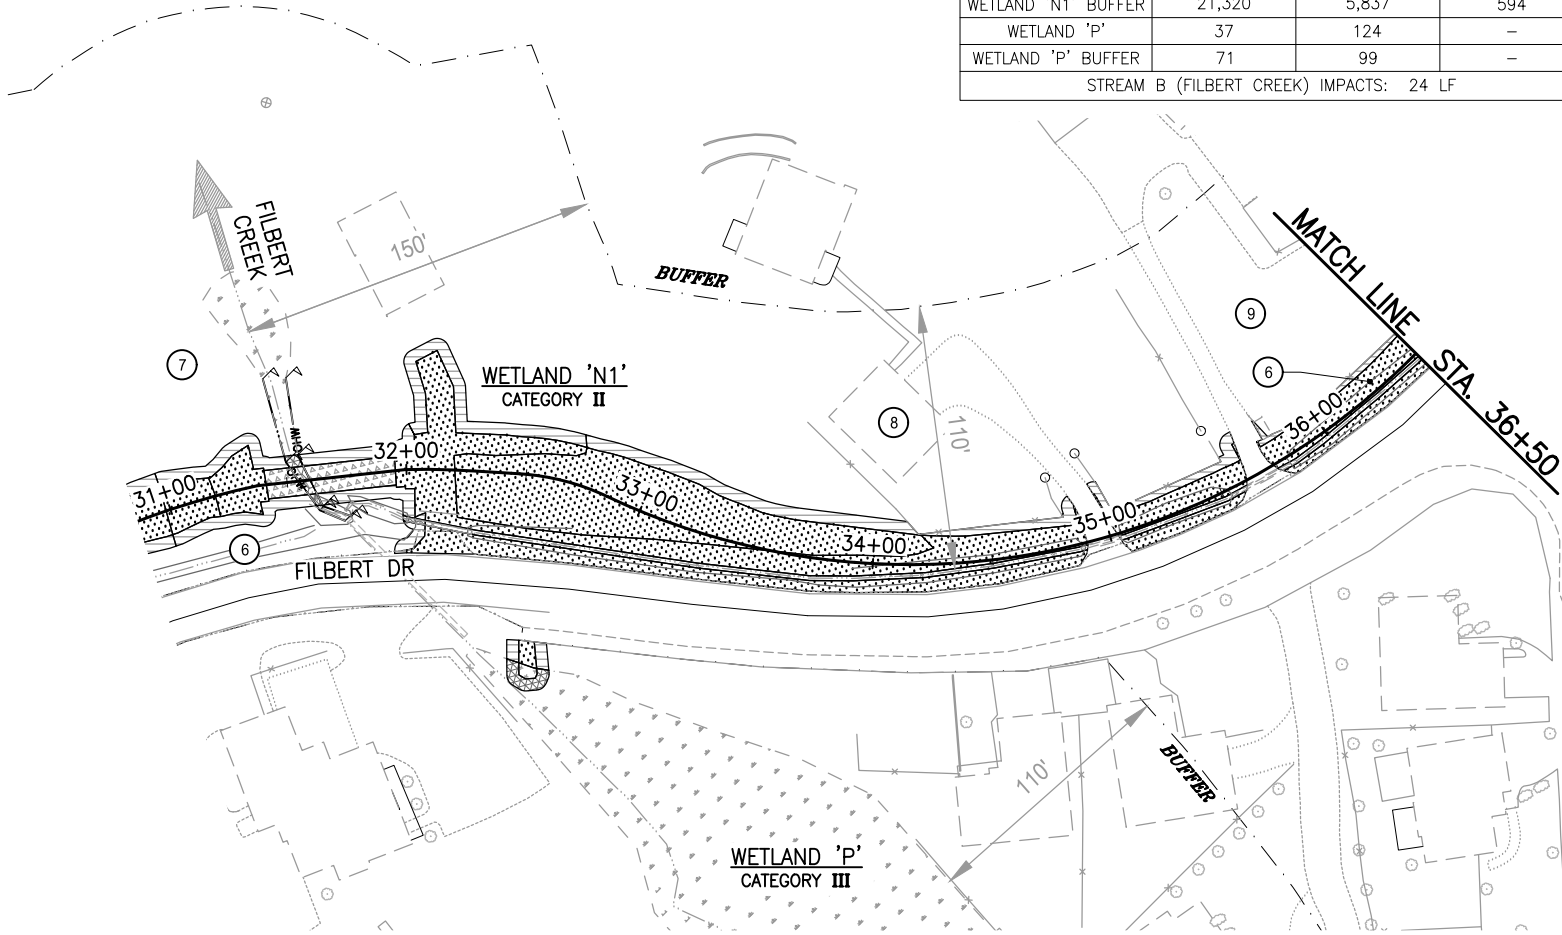 WETLAND 'N1' BUFFER 21,320 5,837 594
WETLAND 'P' 37 124 –
WETLAND 'P' BUFFER 71 99 –
STREAM B (FILBERT CREEK) IMPACTS: 24 LF
FILBERT
CREEK
150'
BUFFER
MATCH LINE STA. 36+50
9
7
6
WETLAND 'N1'
CATEGORY II
8
110'
36+00
32+00
31+00
33+00
35+00
34+00
OHW
OHW
6
FILBERT DR
110'
BUFFER
WETLAND 'P'
CATEGORY III